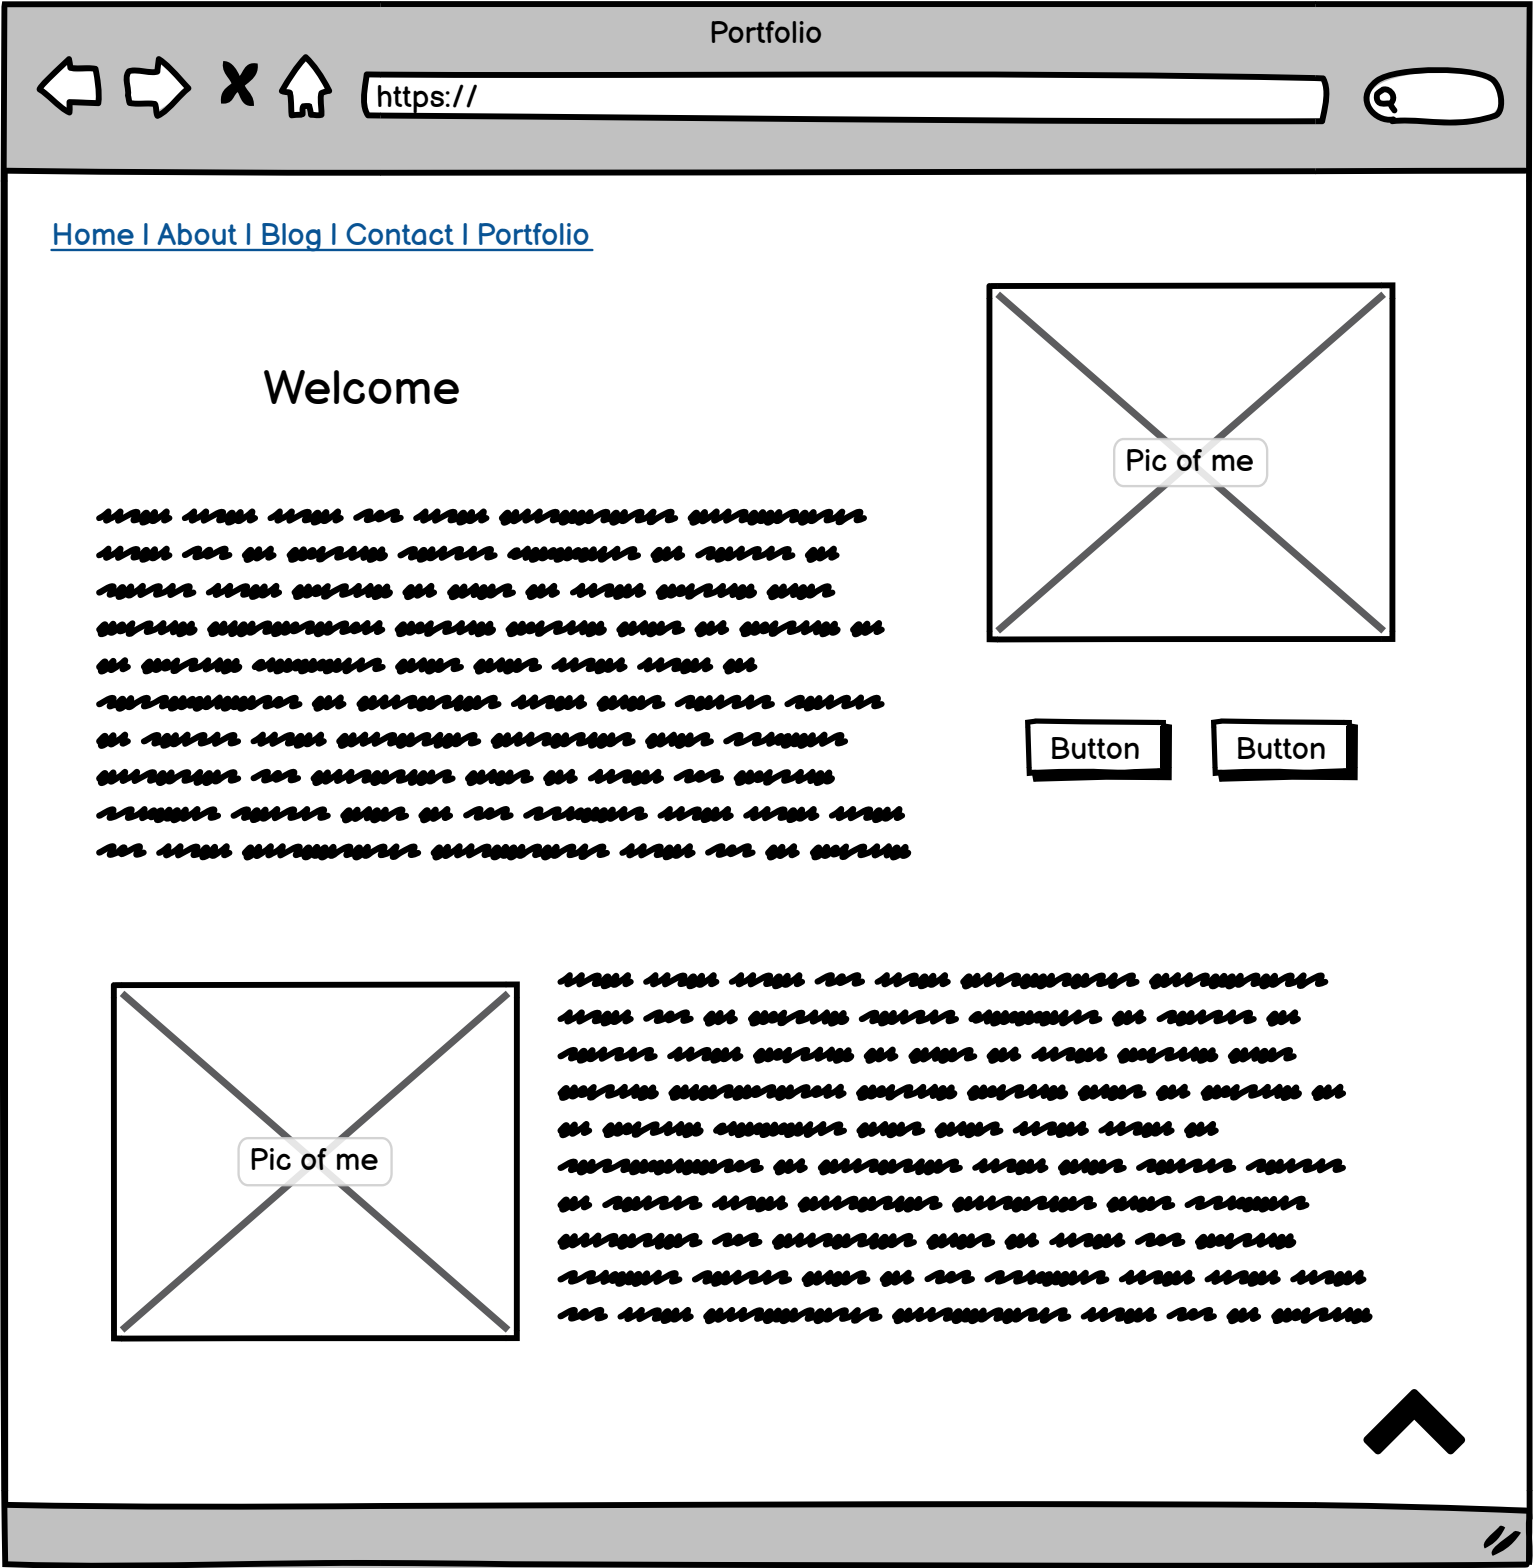 Portfolio
https://
Home | About | Blog | Contact | Portfolio
Welcome
Pic of me
Button Button
Pic of me